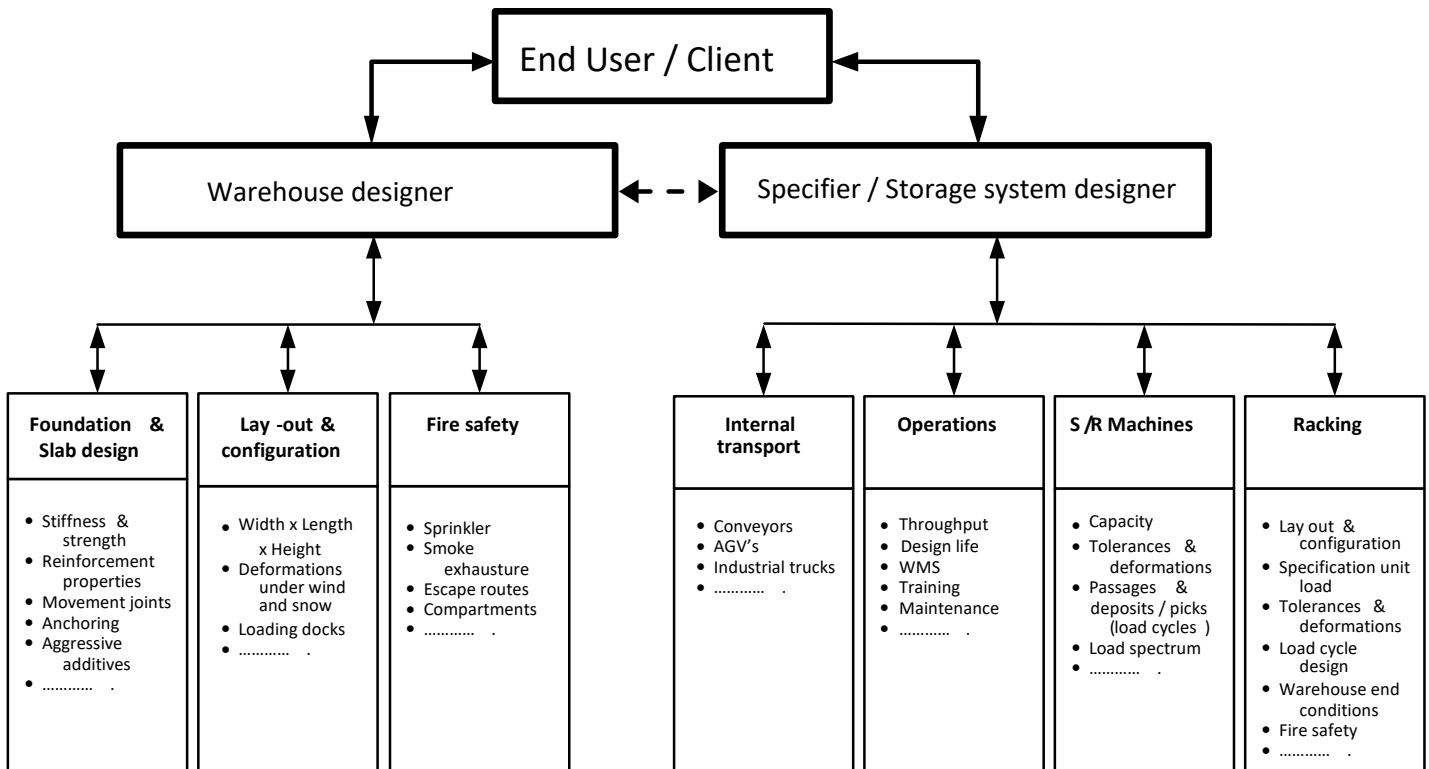 End User / Client
Warehouse designer
Specifier / Storage system designer
Foundation &
Slab design
• Stiffness &
strength
• Reinforcement
properties
• Movement joints
• Anchoring
• Aggressive
additives
• ………… .
Lay -out &
configuration
• Width x Length
x Height
• Deformations
under wind
and snow
• Loading docks
• ………… .
Fire safety
• Sprinkler
• Smoke
exhausture
• Escape routes
• Compartments
• ………… .
Internal
transport
• Conveyors
• AGV's
• Industrial trucks
• ………… .
Operations
• Throughput
• Design life
• WMS
• Training
• Maintenance
• ………… .
S /R Machines
• Capacity
• Tolerances &
deformations
• Passages &
deposits / picks
(load cycles )
• Load spectrum
• ………… .
Racking
• Lay out &
configuration
• Specification unit
load
• Tolerances &
deformations
• Load cycle
design
• Warehouse end
conditions
• Fire safety
• ………… .